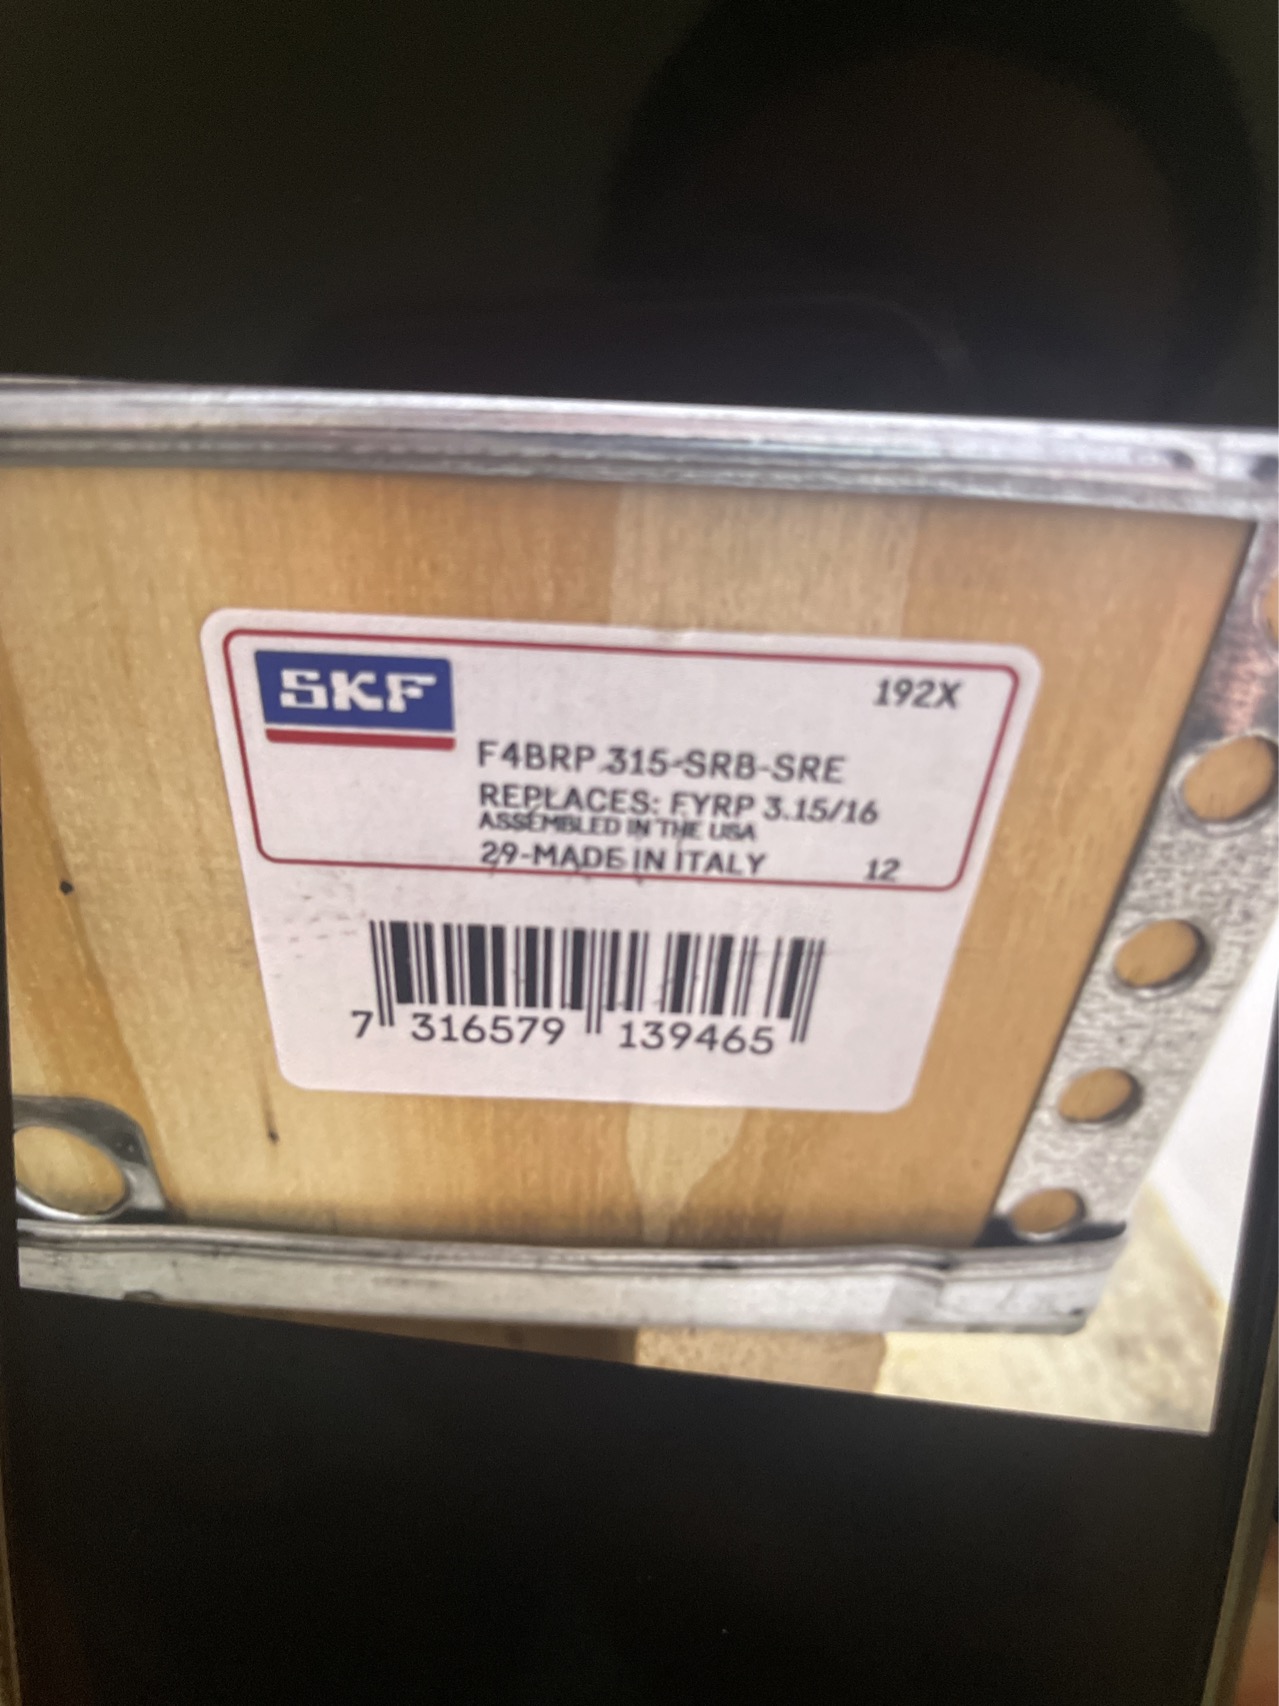 SKF
192X
F4BRP 315-SRB-SRE
REPLACES: FYRP 3.15/16
ASSEMBLED IN THE USA
29-MADE IN ITALY 12
7 316579 139465